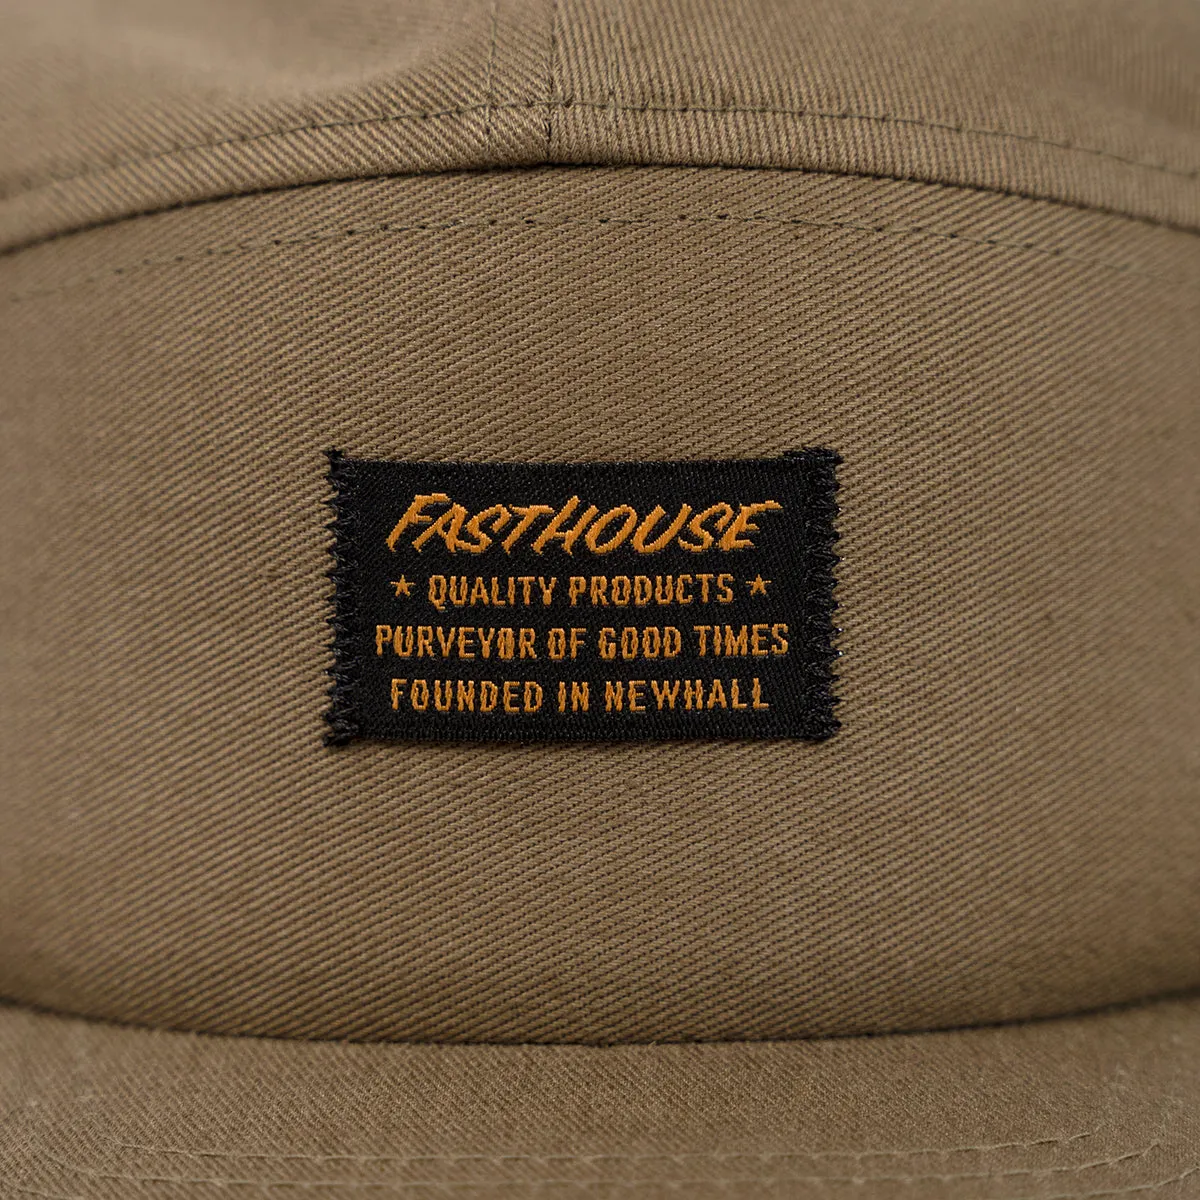 FASTHOUSE
★ QUALITY PRODUCTS ★
PURVEYOR OF GOOD TIMES
FOUNDED IN NEWHALL